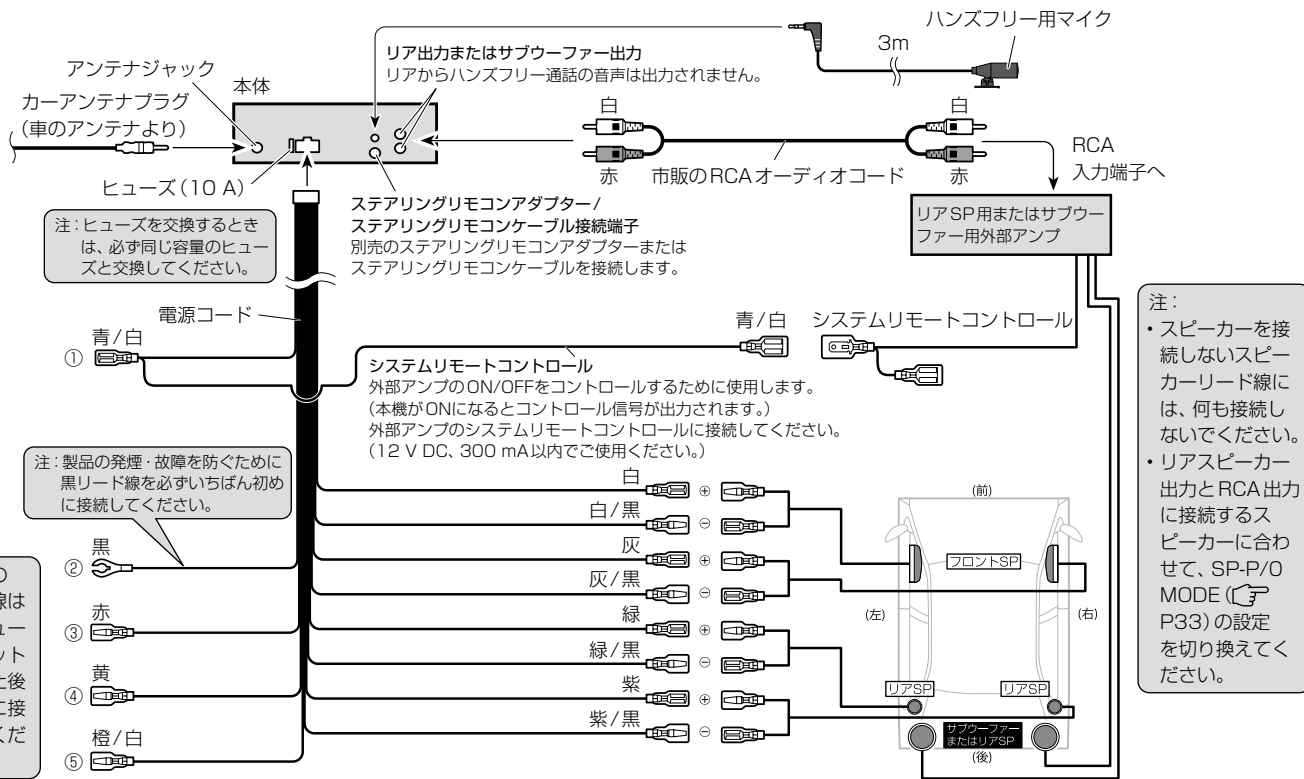 ハンズフリー用マイク
3m
リア出力またはサブウーファー出力
リアからハンズフリー通話の音声は出力されません。
アンテナジャック
本体
カーアンテナプラグ
(車のアンテナより)
白
白
赤
市販のRCAオーディオコード
赤
RCA
入力端子へ
ヒューズ(10 A)
注:ヒューズを交換するとき
は、必ず同じ容量のヒュー
ズと交換してください。
ステアリングリモコンアダプター/
ステアリングリモコンケーブル接続端子
別売のステアリングリモコンアダプターまたは
ステアリングリモコンケーブルを接続します。
リアSP用またはサブウー
ファー用外部アンプ
電源コード
青/白
①
青/白
システムリモートコントロール
システムリモートコントロール
外部アンプのON/OFFをコントロールするために使用します。
(本機がONになるとコントロール信号が出力されます。)
外部アンプのシステムリモートコントロールに接続してください。
(12 V DC、300 mA以内でご使用ください。)
注:
・スピーカーを接
続しないスピー
カーリード線に
は、何も接続し
ないでください。
・リアスピーカー
出力とRCA出力
に接続するス
ピーカーに合わ
せて、SP-P/O
MODE(☞
P33)の設定
を切り換えてく
ださい。
注:製品の発煙・故障を防ぐために
黒リード線を必ずいちばん初め
に接続してください。
黒
②
赤
③
黄
④
橙/白
⑤
の
線は
ュー
ット
た後
に接
くだ
白
⊕
白/黒
⊖
灰
⊕
灰/黒
⊖
緑
⊕
緑/黒
⊖
紫
⊕
紫/黒
⊖
(前)
フロントSP
(左)
(右)
リアSP
リアSP
サブウーファー
またはリアSP
(後)